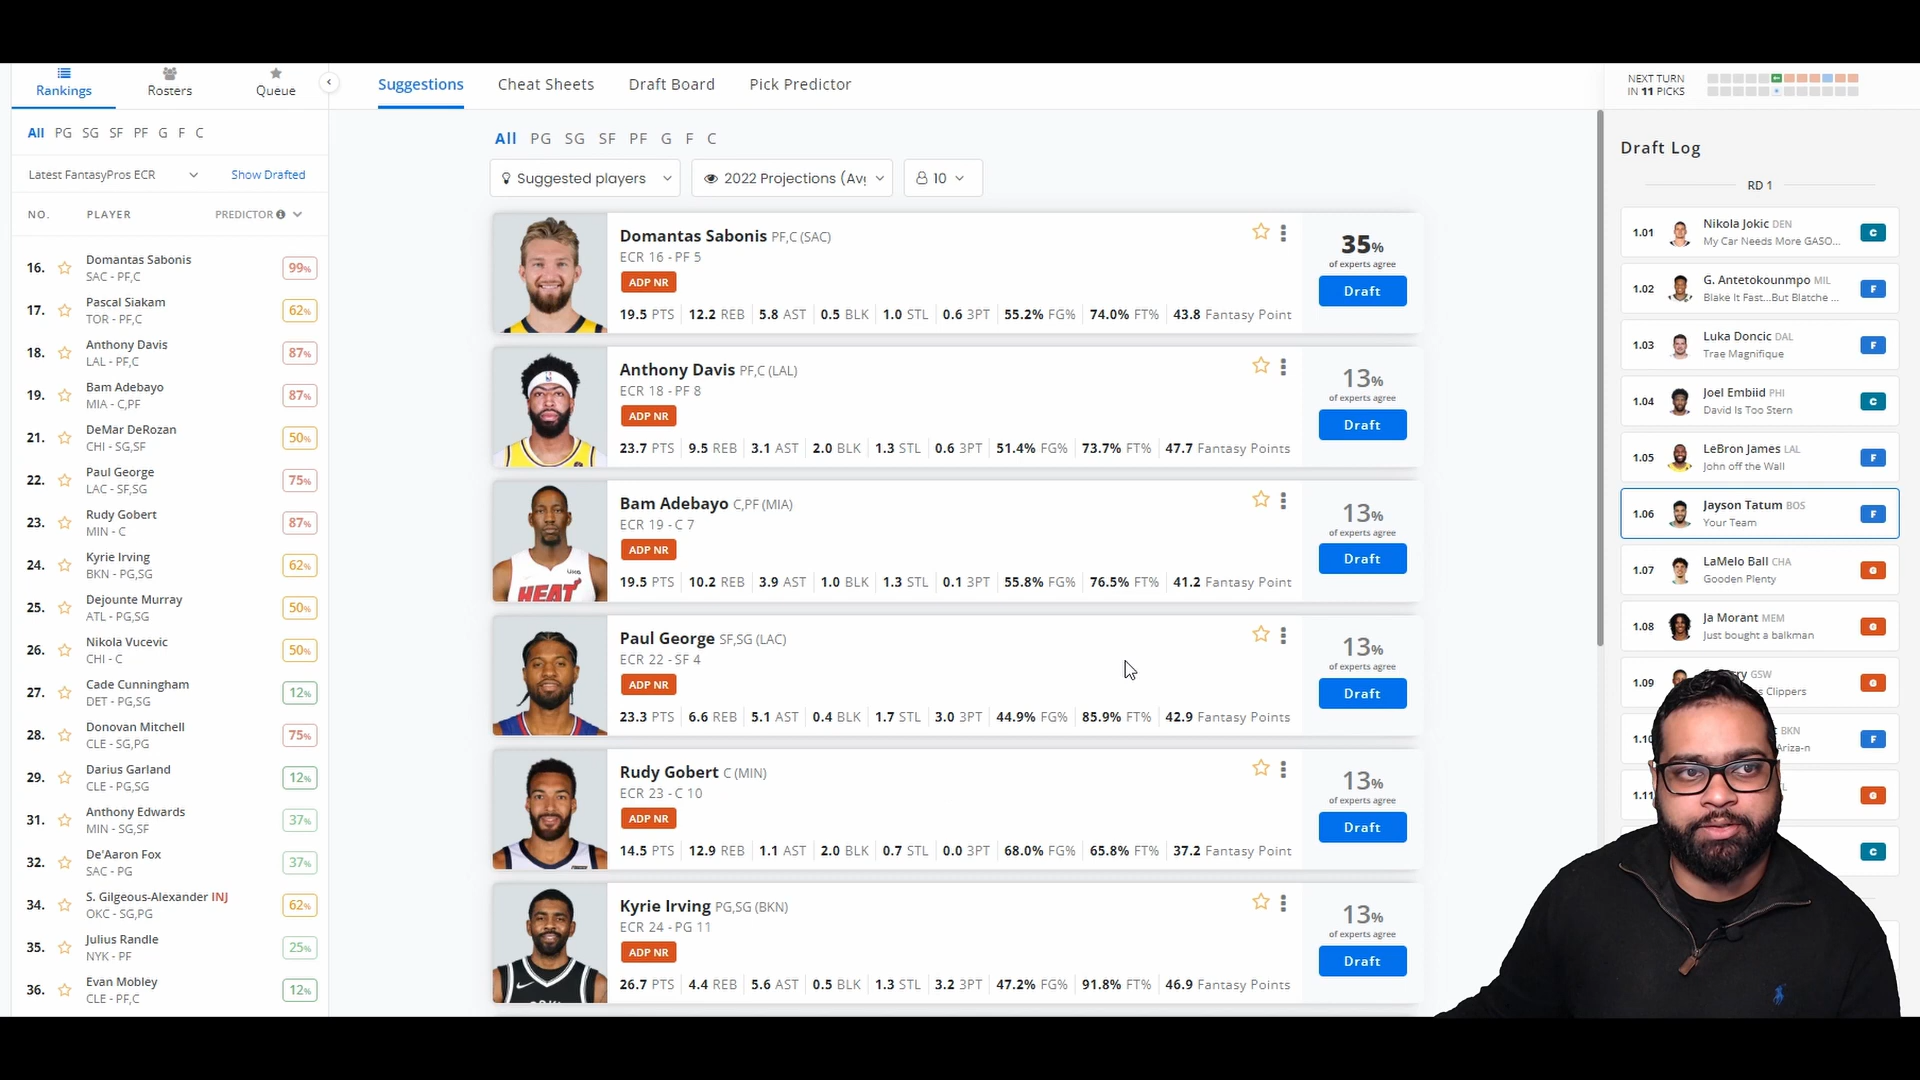 Rankings
Rosters
Queue
All PG SG SF PF G F C
Latest FantasyPros ECR
Show Drafted
NO. PLAYER PREDICTOR
16. Domantas Sabonis 99%
SAC - PF,C
17. Pascal Siakam 62%
TOR - PF,C
18. Anthony Davis 87%
LAL - PF,C
19. Bam Adebayo 87%
MIA - C,PF
21. DeMar DeRozan 50%
CHI - SG,SF
22. Paul George 75%
LAC - SF,SG
23. Rudy Gobert 87%
MIN - C
24. Kyrie Irving 62%
BKN - PG,SG
25. Dejounte Murray 50%
ATL - PG,SG
26. Nikola Vucevic 50%
CHI - C
27. Cade Cunningham 12%
DET - PG,SG
28. Donovan Mitchell 75%
CLE - SG,PG
29. Darius Garland 12%
CLE - PG,SG
31. Anthony Edwards 37%
MIN - SG,SF
32. De'Aaron Fox 37%
SAC - PG
34. S. Gilgeous-Alexander INJ 62%
OKC - SG,PG
35. Julius Randle 25%
NYK - PF
36. Evan Mobley 12%
CLE - PF,C
Suggestions Cheat Sheets Draft Board Pick Predictor
All PG SG SF PF G F C
Suggested players
2022 Projections (Av
10
Domantas Sabonis PF,C (SAC)
ECR 16 - PF 5
ADP NR
19.5 PTS 12.2 REB 5.8 AST 0.5 BLK 1.0 STL 0.6 3PT 55.2% FG% 74.0% FT% 43.8 Fantasy Point
35%
of experts agree
Draft
Anthony Davis PF,C (LAL)
ECR 18 - PF 8
ADP NR
23.7 PTS 9.5 REB 3.1 AST 2.0 BLK 1.3 STL 0.6 3PT 51.4% FG% 73.7% FT% 47.7 Fantasy Points
13%
of experts agree
Draft
Bam Adebayo C,PF (MIA)
ECR 19 - C 7
ADP NR
19.5 PTS 10.2 REB 3.9 AST 1.0 BLK 1.3 STL 0.1 3PT 55.8% FG% 76.5% FT% 41.2 Fantasy Point
HEAT
13%
of experts agree
Draft
Paul George SF,SG (LAC)
ECR 22 - SF 4
ADP NR
23.3 PTS 6.6 REB 5.1 AST 0.4 BLK 1.7 STL 3.0 3PT 44.9% FG% 85.9% FT% 42.9 Fantasy Points
13%
of experts agree
Draft
Rudy Gobert C (MIN)
ECR 23 - C 10
ADP NR
14.5 PTS 12.9 REB 1.1 AST 2.0 BLK 0.7 STL 0.0 3PT 68.0% FG% 65.8% FT% 37.2 Fantasy Point
13%
of experts agree
Draft
Kyrie Irving PG,SG (BKN)
ECR 24 - PG 11
ADP NR
26.7 PTS 4.4 REB 5.6 AST 0.5 BLK 1.3 STL 3.2 3PT 47.2% FG% 91.8% FT% 46.9 Fantasy Points
13%
of experts agree
Draft
NEXT TURN
IN 11 PICKS
Draft Log
RD 1
1.01 Nikola Jokic DEN C
My Car Needs More GASO...
1.02 G. Antetokounmpo MIL F
Blake It Fast...But Blatche ...
1.03 Luka Doncic DAL F
Trae Magnifique
1.04 Joel Embiid PHI C
David Is Too Stern
1.05 LeBron James LAL F
John off the Wall
1.06 Jayson Tatum BOS F
Your Team
1.07 LaMelo Ball CHA G
Gooden Plenty
1.08 Ja Morant MEM G
Just bought a balkman
1.09 GSW G
Clippers
1.10 BKN F
Ariza-n
1.11 G
C